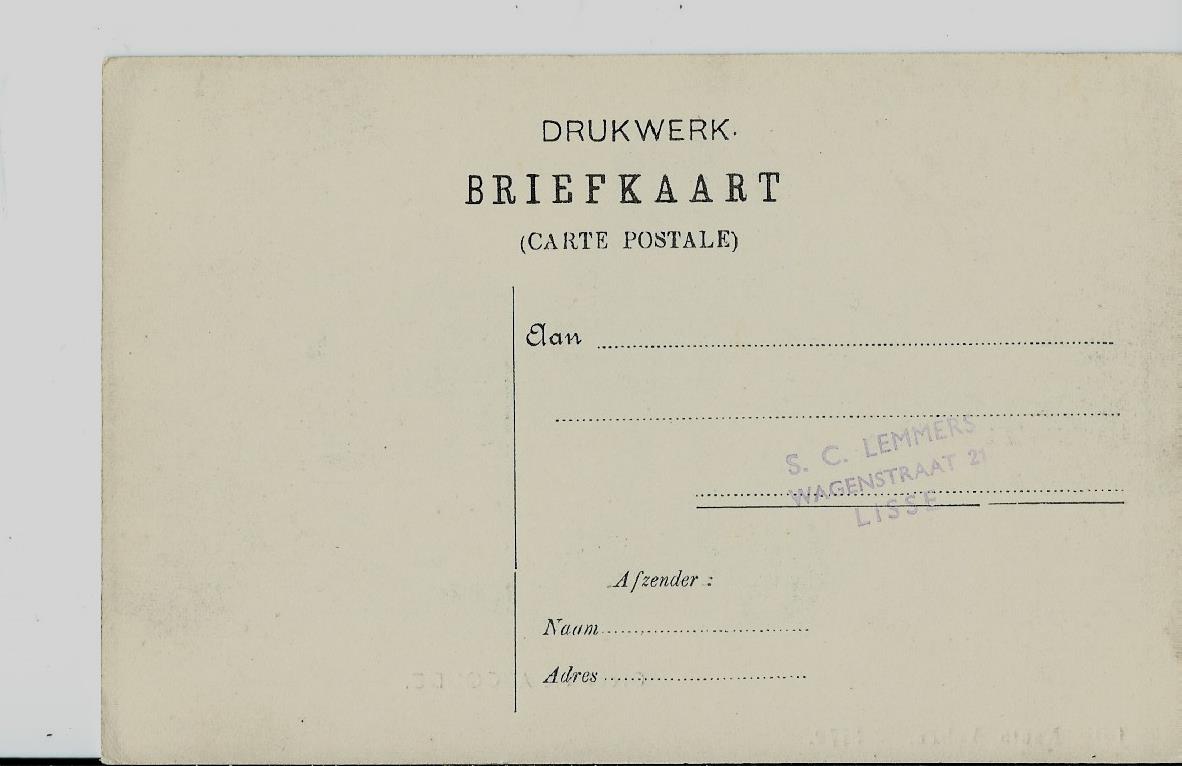 DRUKWERK.
BRIEFKAART
(CARTE POSTALE)
Aan
S. C. LEMMERS
WAGENSTRAAT 21
LISSE
Afzender :
Naam
Adres